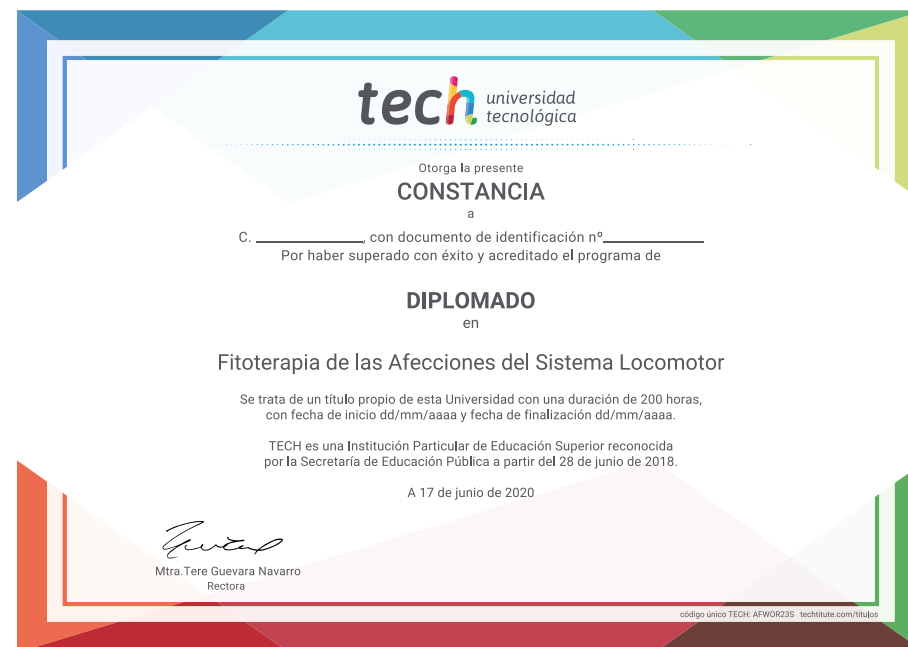 tech universidad
tecnológica
Otorga la presente
CONSTANCIA
a
C. ____________, con documento de identificación nº____________
Por haber superado con éxito y acreditado el programa de
DIPLOMADO
en
Fitoterapia de las Afecciones del Sistema Locomotor
Se trata de un título propio de esta Universidad con una duración de 200 horas,
con fecha de inicio dd/mm/aaaa y fecha de finalización dd/mm/aaaa.
TECH es una Institución Particular de Educación Superior reconocida
por la Secretaría de Educación Pública a partir del 28 de junio de 2018.
A 17 de junio de 2020
Mtra.Tere Guevara Navarro
Rectora
código único TECH: AFWOR23S techtitute.com/titulos